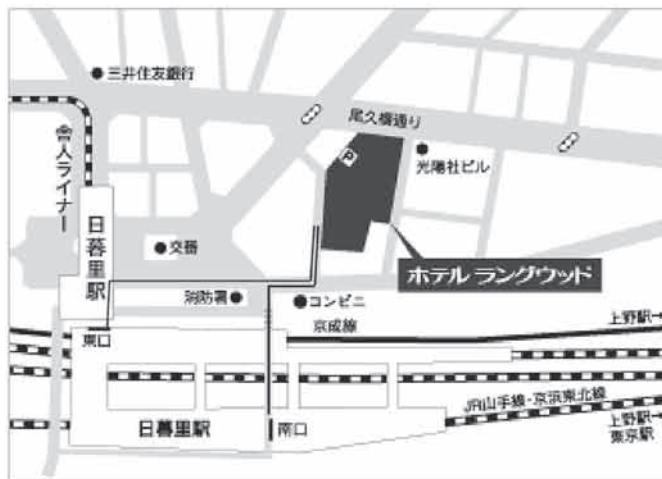 三井住友銀行
尾久橋通り
舎人ライナー
P
光陽社ビル
日暮里駅
交番
ホテル ラングウッド
消防署
コンビニ
東口
京成線
上野駅→
JR山手線・京浜東北線
日暮里駅
南口
上野駅→
東京駅